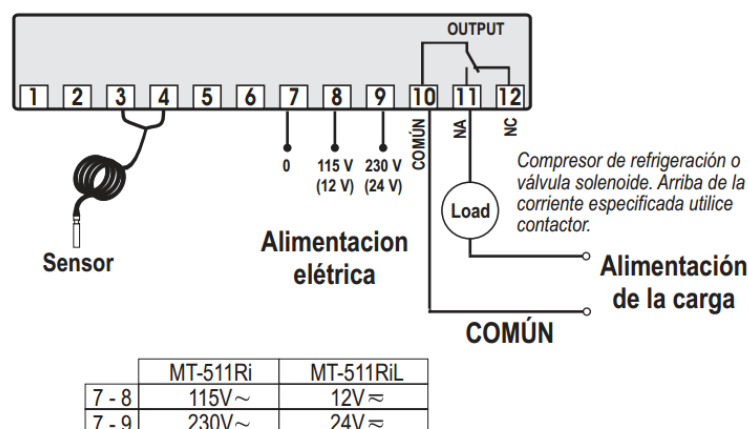 OUTPUT
1 2 3 4 5 6 7 8 9 10 11 12
COMÚN
NA
NC
0
115 V
(12 V)
230 V
(24 V)
Sensor
Alimentacion
elétrica
Load
Compresor de refrigeración o
válvula solenoide. Arriba de la
corriente especificada utilice
contactor.
Alimentación
de la carga
COMÚN
MT-511Ri MT-511RiL
7 - 8 115V~ 12V⎓~
7 - 9 230V~ 24V⎓~